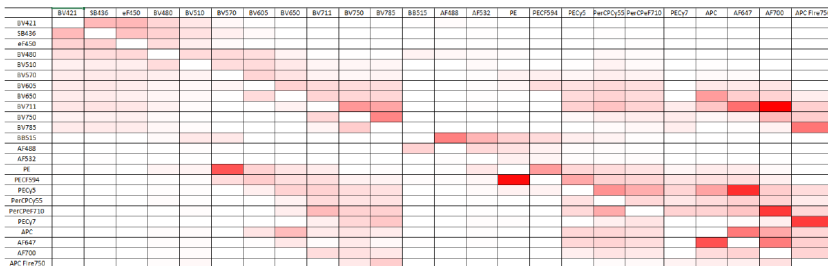 BV421 SB436 eF450 BV480 BV510 BV570 BV605 BV650 BV711 BV750 BV785 BB515 AF488 AF532 PE PECF594 PECy5 PerCPCy55 PerCPeF710 PECy7 APC AF647 AF700 APC Fire750
BV421
SB436
eF450
BV480
BV510
BV570
BV605
BV650
BV711
BV750
BV785
BB515
AF488
AF532
PE
PECF594
PECy5
PerCPCy55
PerCPeF710
PECy7
APC
AF647
AF700
APC Fire750